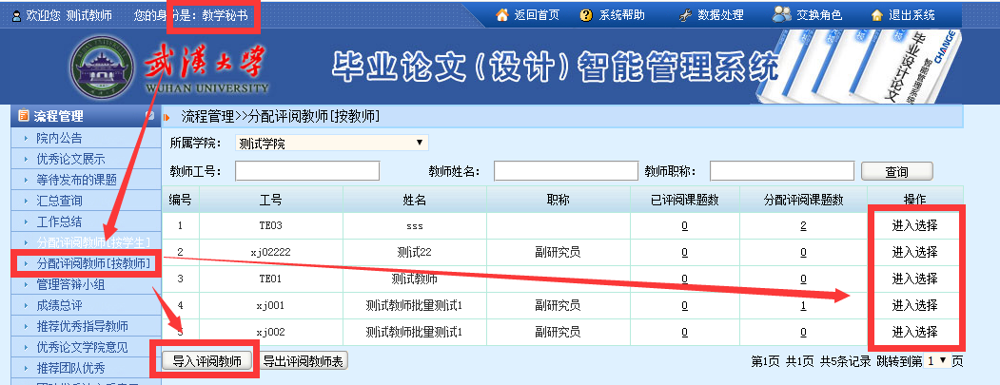 欢迎您 测试教师 您的身份是：教学秘书 返回首页 系统帮助 数据处理 交换角色 退出系统
武汉大学
WUHAN UNIVERSITY
毕业论文(设计)智能管理系统
CHANGE
毕业设计论文
智能管理系统
流程管理
院内公告
优秀论文展示
等待发布的课题
汇总查询
工作总结
分配评阅教师[按学生]
分配评阅教师[按教师]
管理答辩小组
成绩总评
推荐优秀指导教师
优秀论文学院意见
推荐团队优秀
流程管理>>分配评阅教师[按教师]
所属学院： 测试学院
教师工号： 教师姓名： 教师职称： 查询
编号 工号 姓名 职称 已评阅课题数 分配评阅课题数 操作
1 TE03 sss 0 2 进入选择
2 xj02222 测试22 副研究员 0 0 进入选择
3 TE01 测试教师 0 0 进入选择
4 xj001 测试教师批量测试1 副研究员 0 1 进入选择
5 xj002 测试教师批量测试1 副研究员 0 0 进入选择
导入评阅教师 导出评阅教师表 第1页 共1页 共5条记录 跳转到第 1 页